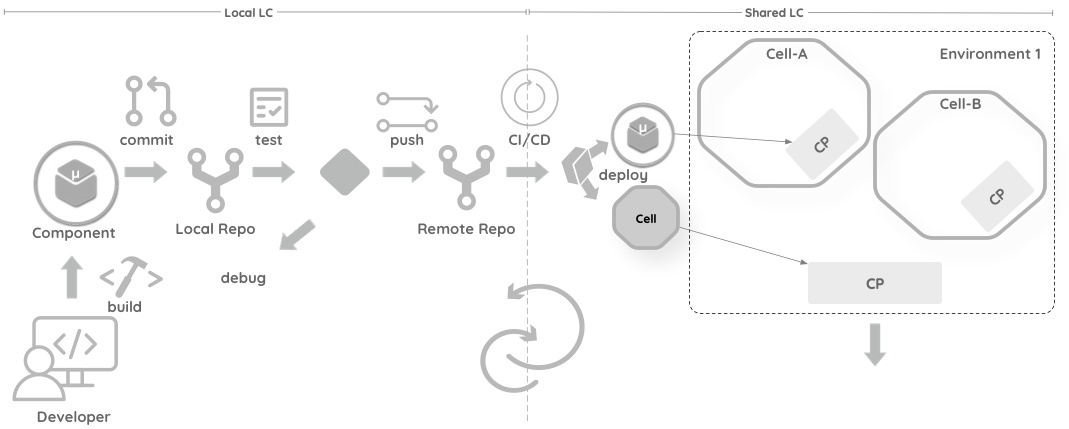 Local LC
Shared LC
Cell-A
Environment 1
Cell-B
commit
test
push
CI/CD
μ
CP
deploy
μ
Cell
CP
Component
Local Repo
Remote Repo
debug
CP
build
</>
Developer